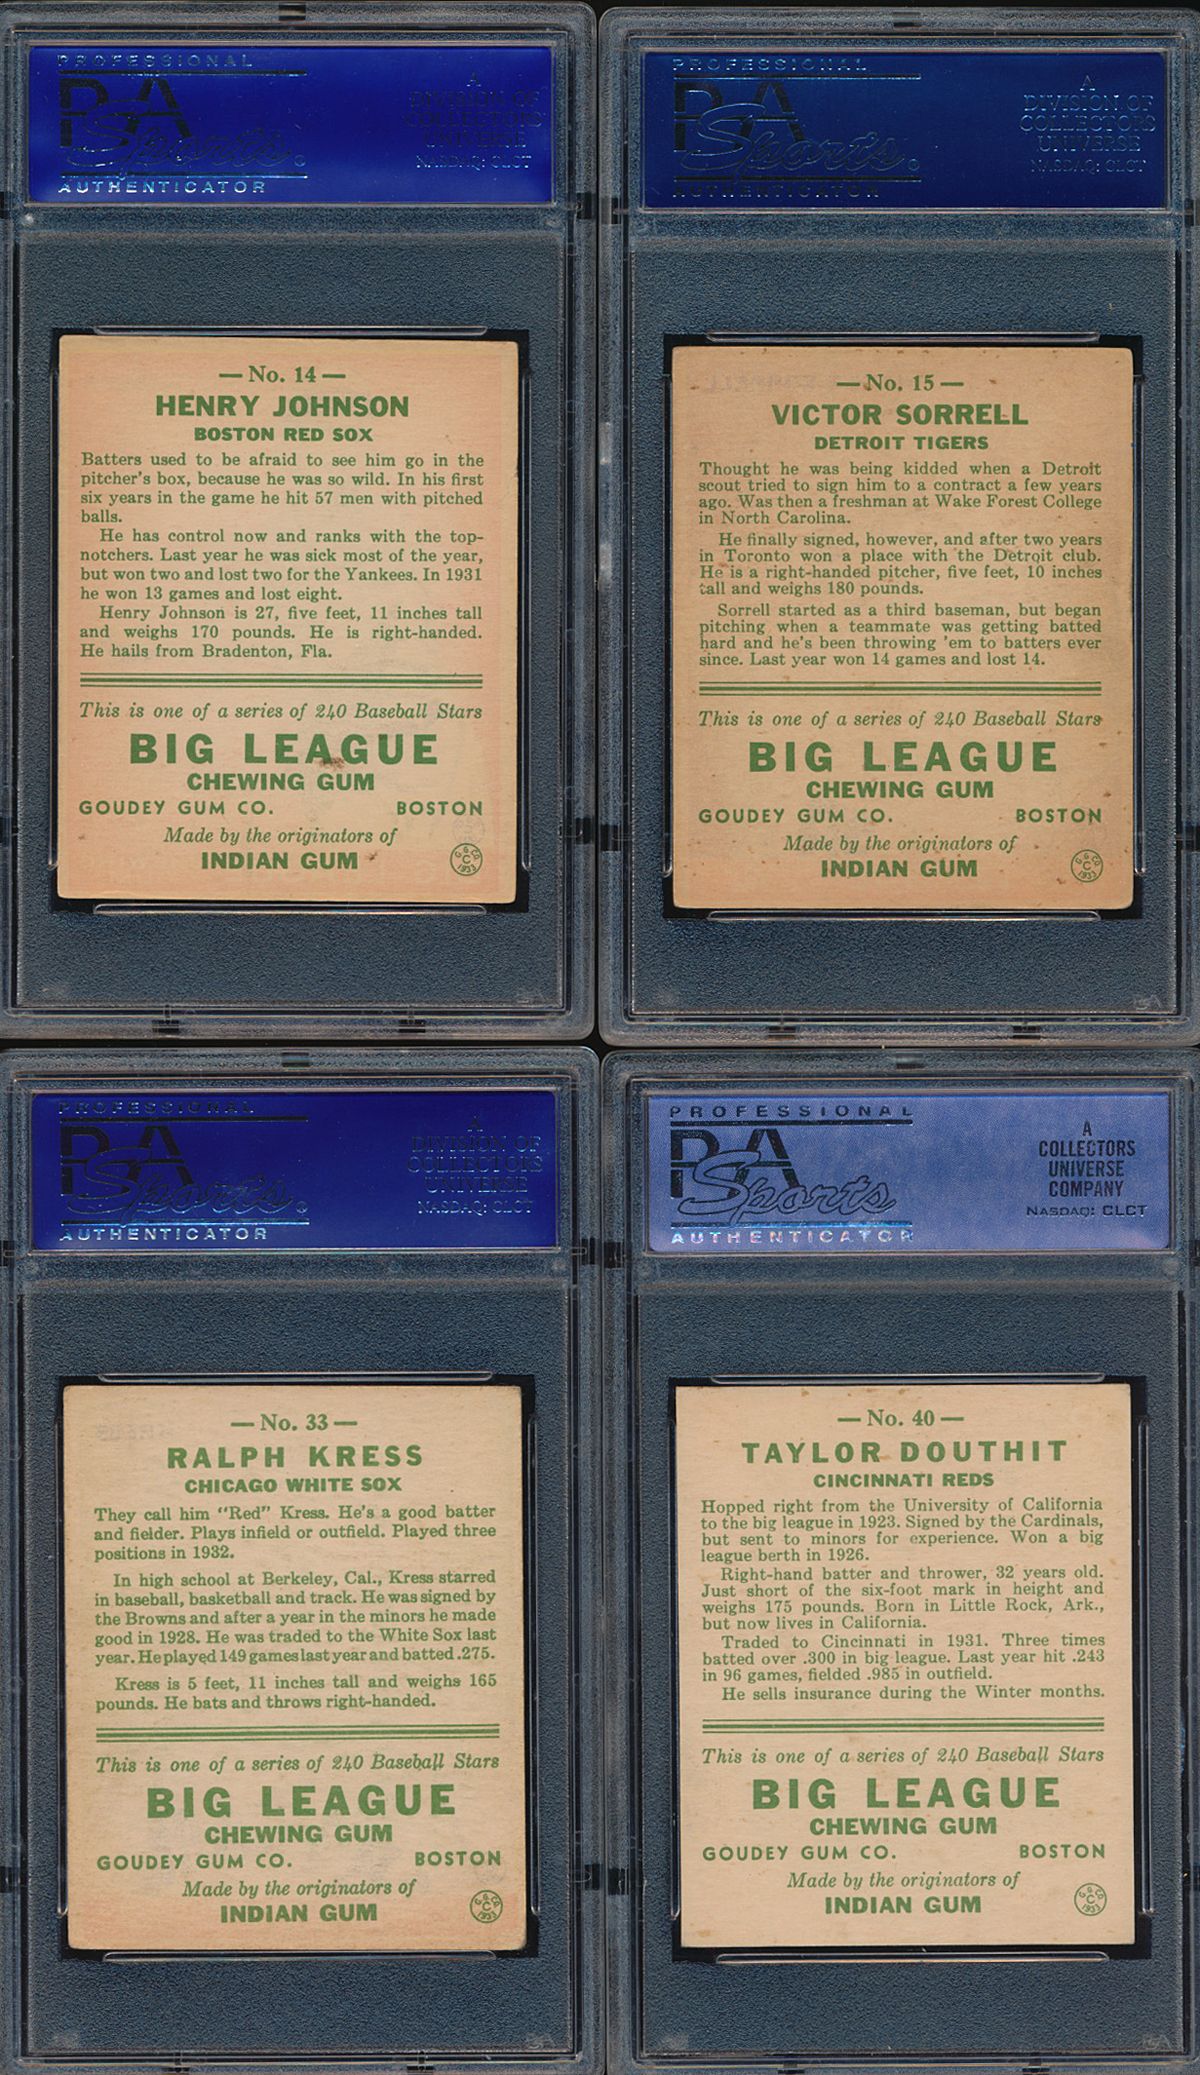 PROFESSIONAL
PSA
Sports
AUTHENTICATOR
A
DIVISION OF
COLLECTORS
UNIVERSE
NASDAQ: CLCT
— No. 14 —
HENRY JOHNSON
BOSTON RED SOX
Batters used to be afraid to see him go in the
pitcher's box, because he was so wild. In his first
six years in the game he hit 57 men with pitched
balls.
He has control now and ranks with the top-
notchers. Last year he was sick most of the year,
but won two and lost two for the Yankees. In 1931
he won 13 games and lost eight.
Henry Johnson is 27, five feet, 11 inches tall
and weighs 170 pounds. He is right-handed.
He hails from Bradenton, Fla.
This is one of a series of 240 Baseball Stars
BIG LEAGUE
CHEWING GUM
GOUDEY GUM CO. BOSTON
Made by the originators of
INDIAN GUM
G. G. CO.
C
1933
PSA
PROFESSIONAL
PSA
Sports
AUTHENTICATOR
A
DIVISION OF
COLLECTORS
UNIVERSE
NASDAQ: CLCT
— No. 15 —
VICTOR SORRELL
DETROIT TIGERS
Thought he was being kidded when a Detroit
scout tried to sign him to a contract a few years
ago. Was then a freshman at Wake Forest College
in North Carolina.
He finally signed, however, and after two years
in Toronto won a place with the Detroit club.
He is a right-handed pitcher, five feet, 10 inches
tall and weighs 180 pounds.
Sorrell started as a third baseman, but began
pitching when a teammate was getting batted
hard and he's been throwing 'em to batters ever
since. Last year won 14 games and lost 14.
This is one of a series of 240 Baseball Stars
BIG LEAGUE
CHEWING GUM
GOUDEY GUM CO. BOSTON
Made by the originators of
INDIAN GUM
G. G. CO.
C
1933
PSA
PROFESSIONAL
PSA
Sports
AUTHENTICATOR
A
DIVISION OF
COLLECTORS
UNIVERSE
NASDAQ: CLCT
— No. 33 —
RALPH KRESS
CHICAGO WHITE SOX
They call him "Red" Kress. He's a good batter
and fielder. Plays infield or outfield. Played three
positions in 1932.
In high school at Berkeley, Cal., Kress starred
in baseball, basketball and track. He was signed by
the Browns and after a year in the minors he made
good in 1928. He was traded to the White Sox last
year. He played 149 games last year and batted .275.
Kress is 5 feet, 11 inches tall and weighs 165
pounds. He bats and throws right-handed.
This is one of a series of 240 Baseball Stars
BIG LEAGUE
CHEWING GUM
GOUDEY GUM CO. BOSTON
Made by the originators of
INDIAN GUM
G. G. CO.
C
1933
PSA
PROFESSIONAL
PSA
Sports
AUTHENTICATOR
A
COLLECTORS
UNIVERSE
COMPANY
NASDAQ: CLCT
— No. 40 —
TAYLOR DOUTHIT
CINCINNATI REDS
Hopped right from the University of California
to the big league in 1923. Signed by the Cardinals,
but sent to minors for experience. Won a big
league berth in 1926.
Right-hand batter and thrower, 32 years old.
Just short of the six-foot mark in height and
weighs 175 pounds. Born in Little Rock, Ark.,
but now lives in California.
Traded to Cincinnati in 1931. Three times
batted over .300 in big league. Last year hit .243
in 96 games, fielded .985 in outfield.
He sells insurance during the Winter months.
This is one of a series of 240 Baseball Stars
BIG LEAGUE
CHEWING GUM
GOUDEY GUM CO. BOSTON
Made by the originators of
INDIAN GUM
G. G. CO.
C
1933
PSA